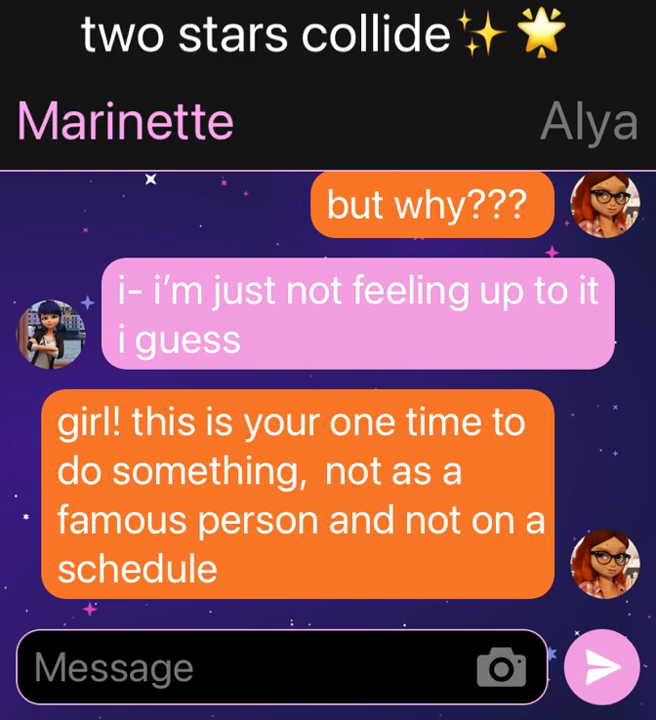 two stars collide✨🌟
Marinette
Alya
but why???
i- i’m just not feeling up to it
i guess
girl! this is your one time to
do something, not as a
famous person and not on a
schedule
Message